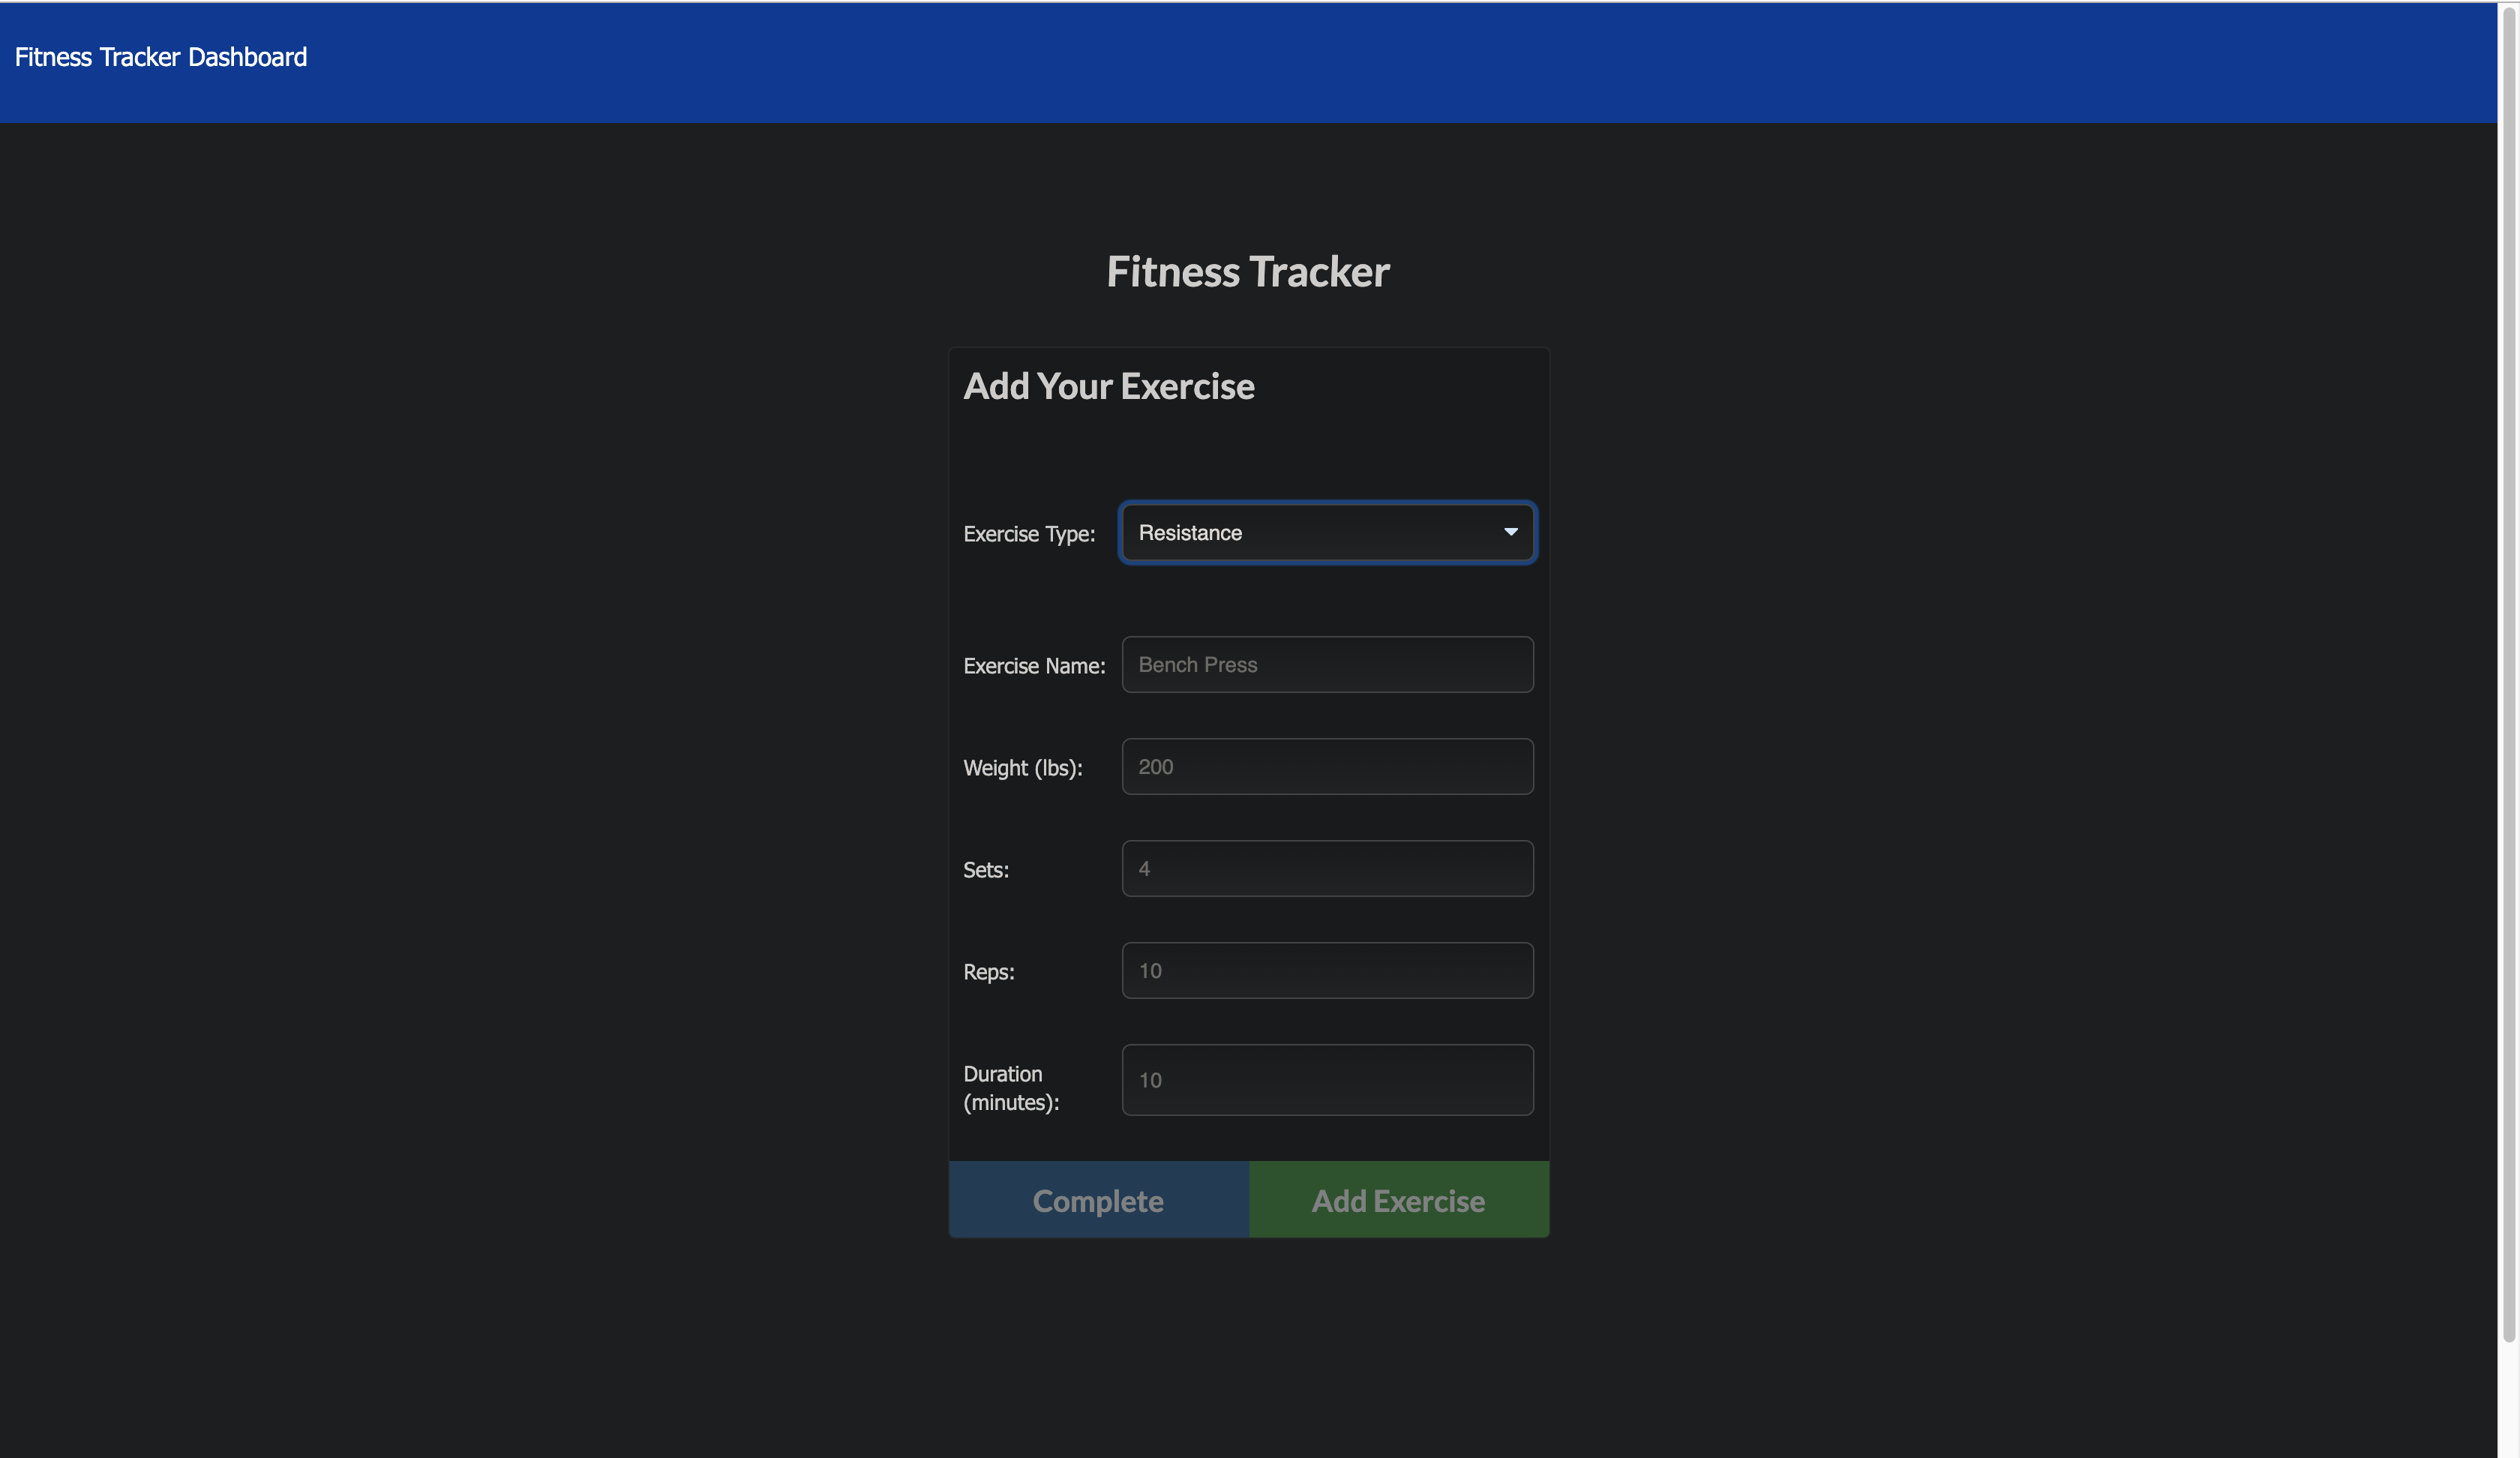 Fitness Tracker Dashboard
Fitness Tracker
Add Your Exercise
Exercise Type: Resistance
Exercise Name: Bench Press
Weight (lbs): 200
Sets: 4
Reps: 10
Duration
(minutes): 10
Complete Add Exercise